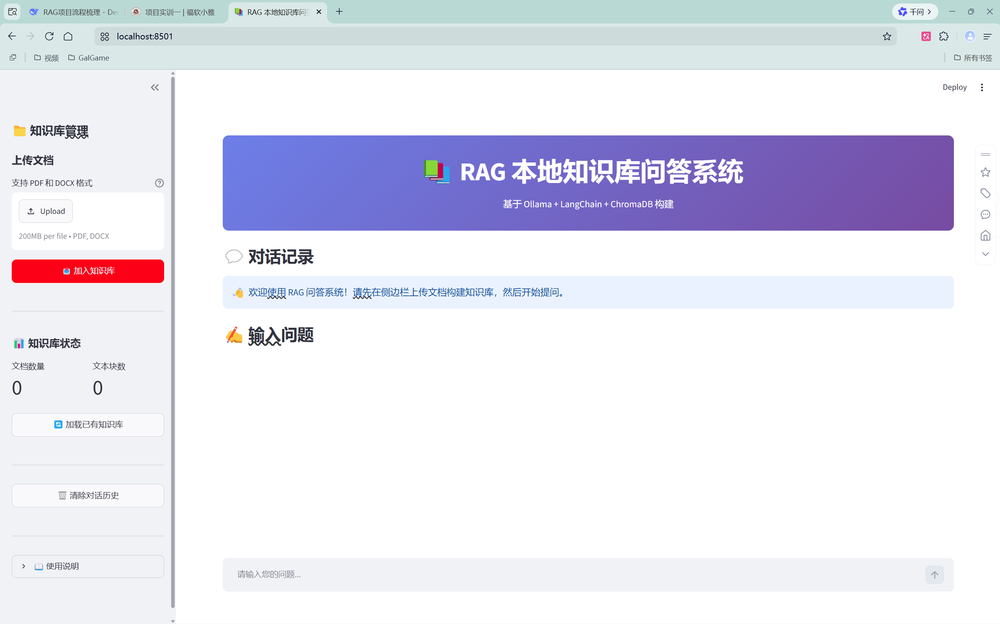 RAG项目流程梳理 - De
项目实训一 | 福软小雅
RAG 本地知识库问
千问
localhost:8501
视频
GalGame
所有书签
Deploy
知识库管理
上传文档
支持 PDF 和 DOCX 格式
Upload
200MB per file • PDF, DOCX
加入知识库
知识库状态
文档数量 文本块数
0 0
加载已有知识库
清除对话历史
使用说明
RAG 本地知识库问答系统
基于 Ollama + LangChain + ChromaDB 构建
对话记录
欢迎使用 RAG 问答系统！请先在侧边栏上传文档构建知识库，然后开始提问。
输入问题
请输入您的问题...